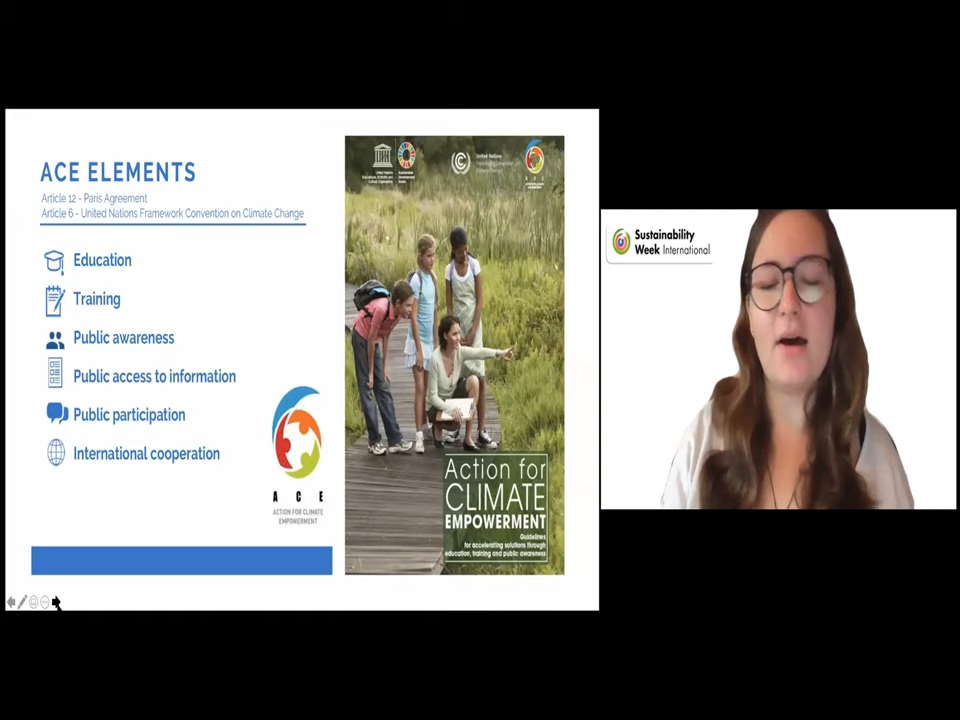 ACE ELEMENTS
Article 12 - Paris Agreement
Article 6 - United Nations Framework Convention on Climate Change
Education
Training
Public awareness
Public access to information
Public participation
International cooperation
A C E
ACTION FOR CLIMATE
EMPOWERMENT
United Nations
Action for
CLIMATE
EMPOWERMENT
Guidelines
for accelerating solutions through
education, training and public awareness
Sustainability
Week International